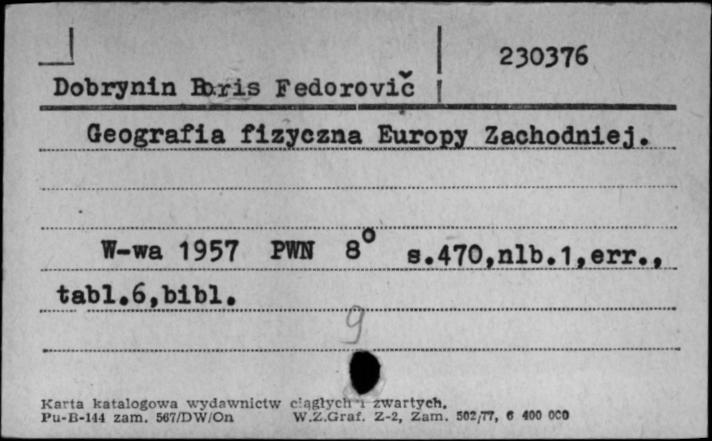 230376
Dobrynin Boris Fedorovič
Geografia fizyczna Europy Zachodniej.
W-wa 1957 PWN 8° s.470,nlb.1,err.,
tabl.6,bibl.
9
Karta katalogowa wydawnictw ciągłych i zwartych.
Pu-B-144 zam. 567/DW/On W.Z.Graf. Z-2, Zam. 502/77, 6 400 000